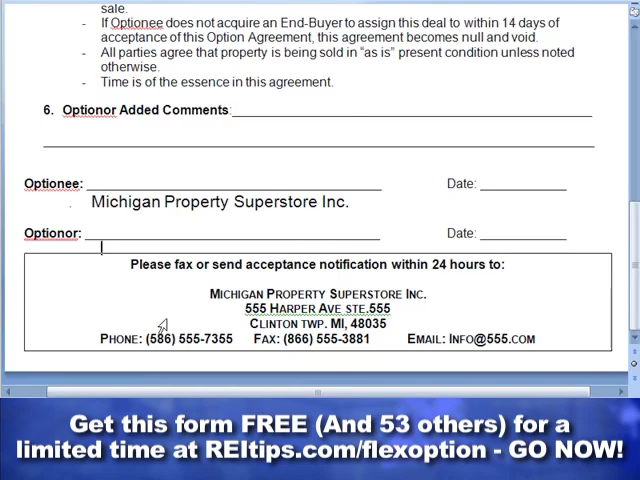 sale.
- If Optionee does not acquire an End-Buyer to assign this deal to within 14 days of
acceptance of this Option Agreement, this agreement becomes null and void.
- All parties agree that property is being sold in "as is" present condition unless noted
otherwise.
- Time is of the essence in this agreement.
6. Optionor Added Comments:
Optionee: Date:
. Michigan Property Superstore Inc.
Optionor: Date:
Please fax or send acceptance notification within 24 hours to:
MICHIGAN PROPERTY SUPERSTORE INC.
555 HARPER AVE STE.555
CLINTON TWP. MI, 48035
PHONE: (586) 555-7355 FAX: (866) 555-3881 EMAIL: INFO@555.COM
Get this form FREE (And 53 others) for a
limited time at REItips.com/flexoption - GO NOW!